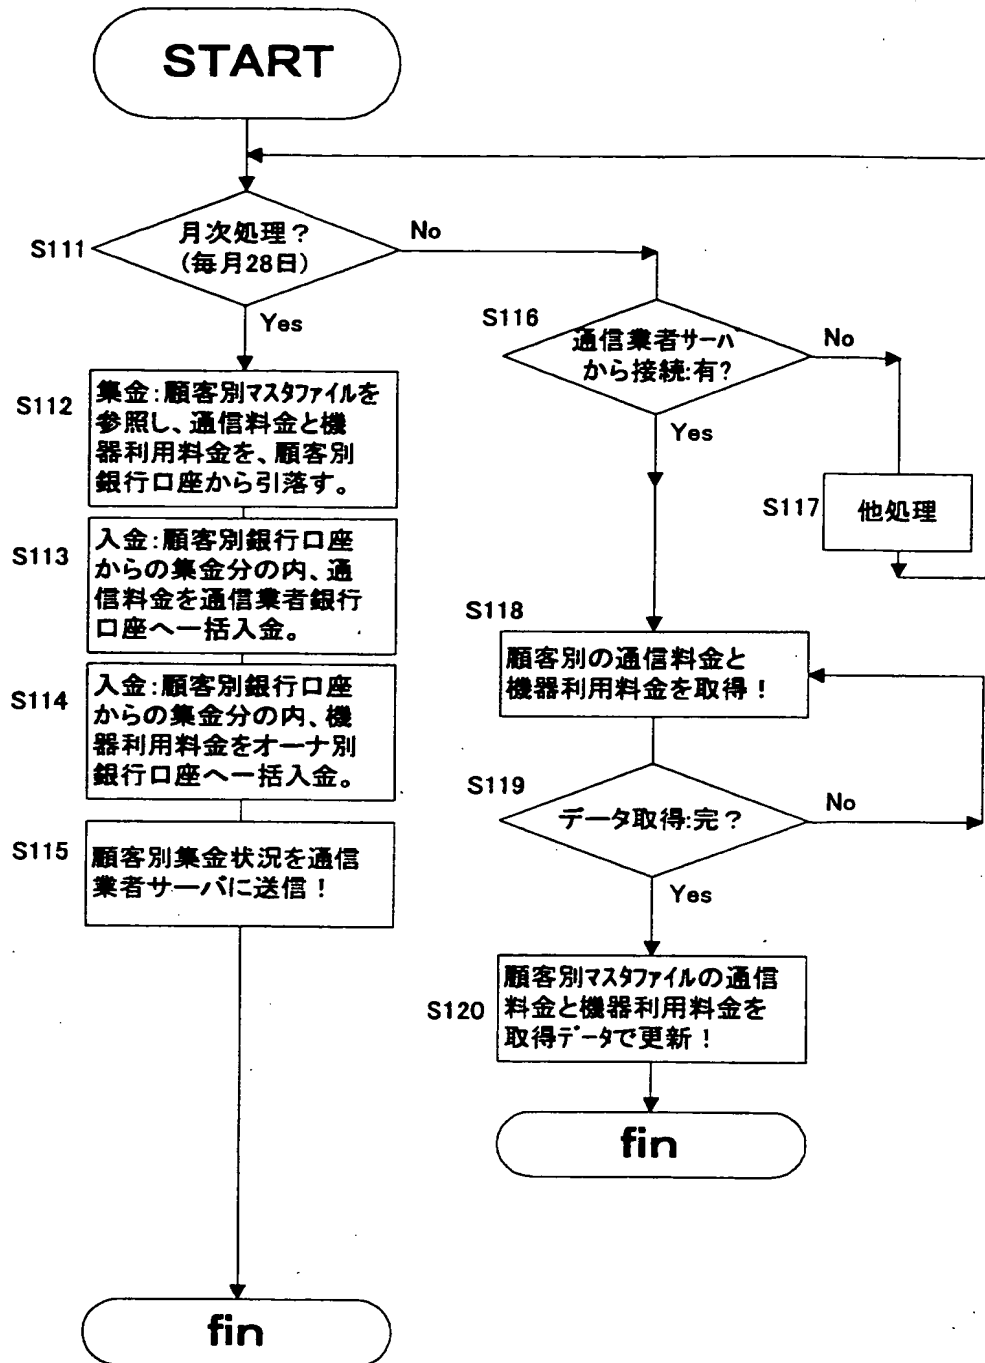 START
S111
月次処理？
(毎月28日)
No
Yes
S112
集金:顧客別マスタファイルを
参照し、通信料金と機
器利用料金を、顧客別
銀行口座から引落す。
S113
入金:顧客別銀行口座
からの集金分の内、通
信料金を通信業者銀行
口座へ一括入金。
S114
入金:顧客別銀行口座
からの集金分の内、機
器利用料金をオーナ別
銀行口座へ一括入金。
S115
顧客別集金状況を通信
業者サーバに送信！
fin
S116
通信業者サーバ
から接続:有?
No
Yes
S117
他処理
S118
顧客別の通信料金と
機器利用料金を取得！
S119
データ取得:完？
No
Yes
S120
顧客別マスタファイルの通信
料金と機器利用料金を
取得データで更新！
fin